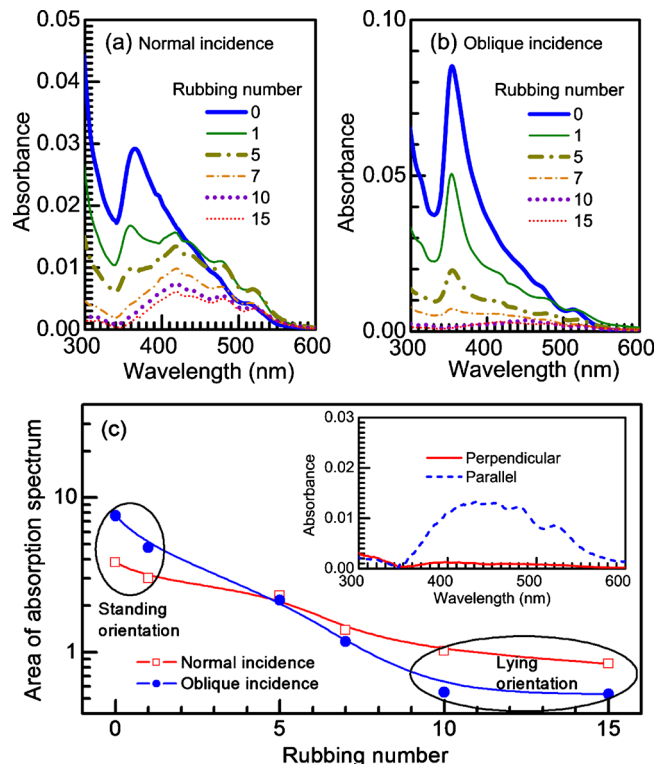 (a) Normal incidence
Rubbing number
0
1
5
7
10
15
0.05
0.04
0.03
0.02
0.01
0.00
Absorbance
300 400 500 600
Wavelength (nm)
(b) Oblique incidence
Rubbing number
0
1
5
7
10
15
0.10
0.05
0.00
Absorbance
300 400 500 600
Wavelength (nm)
(c)
10
1
Area of absorption spectrum
Standing
orientation
Normal incidence
Oblique incidence
Lying
orientation
0 5 10 15
Rubbing number
Perpendicular
Parallel
0.03
0.02
0.01
0.00
Absorbance
300 400 500 600
Wavelength (nm)